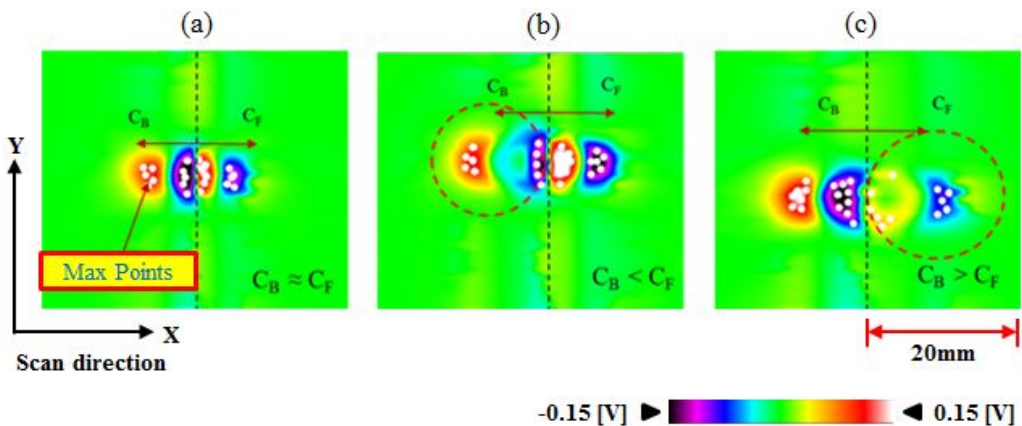 (a)
(b)
(c)
C_B C_F
C_B C_F
C_B C_F
Y
Max Points
C_B ≈ C_F
C_B < C_F
C_B > C_F
X
Scan direction
20mm
-0.15 [V] ▶ ◀ 0.15 [V]